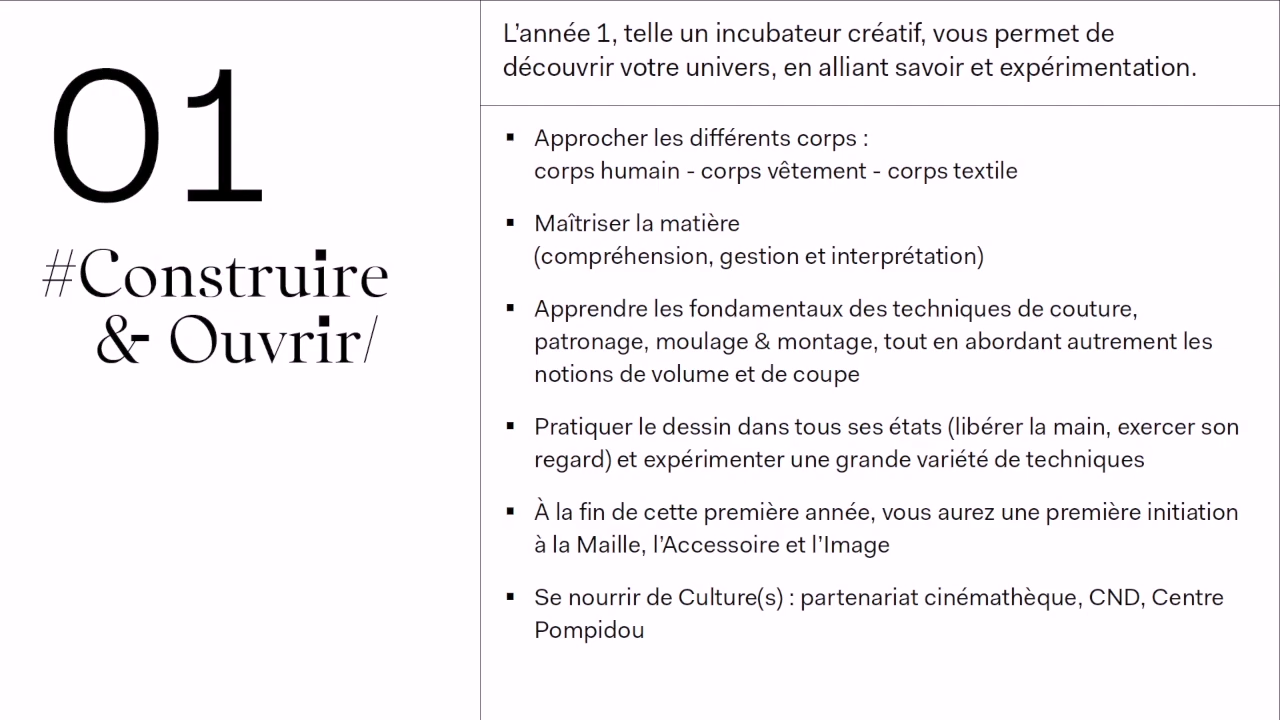 01
#Construire
& Ouvrir/
L’année 1, telle un incubateur créatif, vous permet de
découvrir votre univers, en alliant savoir et expérimentation.
▪ Approcher les différents corps :
corps humain - corps vêtement - corps textile
▪ Maîtriser la matière
(compréhension, gestion et interprétation)
▪ Apprendre les fondamentaux des techniques de couture,
patronage, moulage & montage, tout en abordant autrement les
notions de volume et de coupe
▪ Pratiquer le dessin dans tous ses états (libérer la main, exercer son
regard) et expérimenter une grande variété de techniques
▪ À la fin de cette première année, vous aurez une première initiation
à la Maille, l’Accessoire et l’Image
▪ Se nourrir de Culture(s) : partenariat cinémathèque, CND, Centre
Pompidou